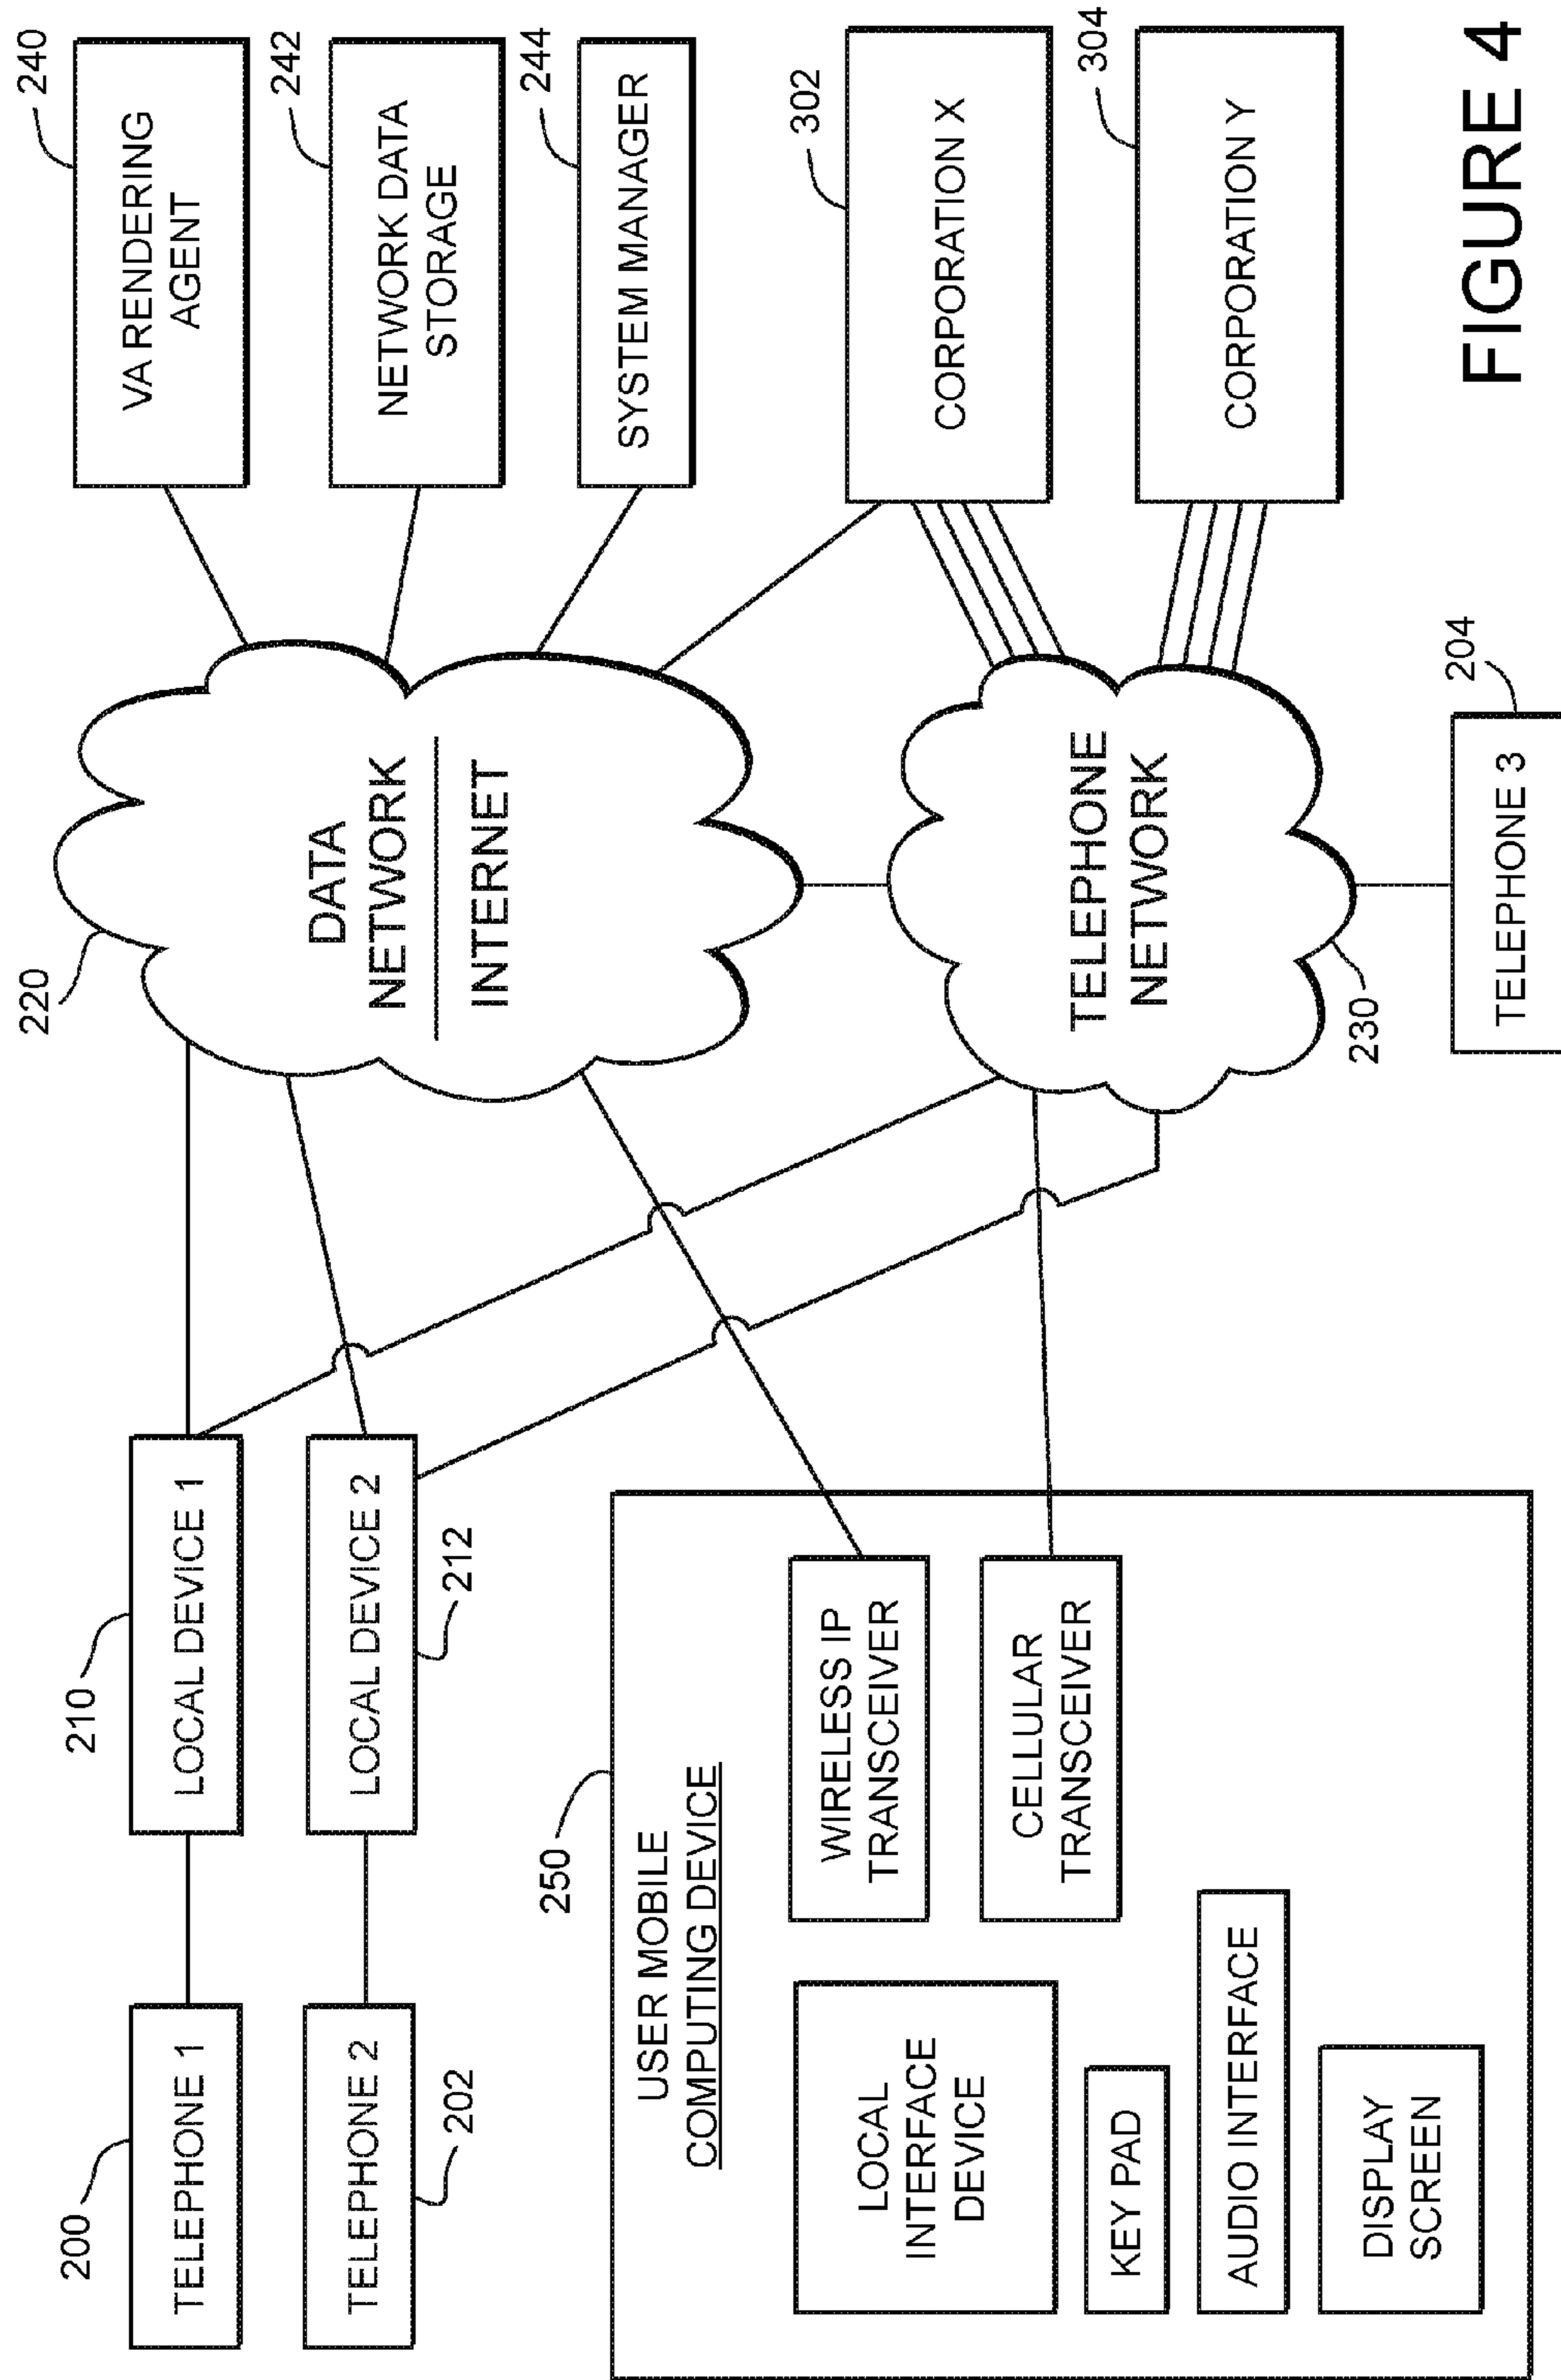 200
TELEPHONE 1
210
LOCAL DEVICE 1
TELEPHONE 2
202
LOCAL DEVICE 2
212
220
DATA
NETWORK
INTERNET
240
VA RENDERING
AGENT
242
NETWORK DATA
STORAGE
244
SYSTEM MANAGER
250
USER MOBILE
COMPUTING DEVICE
LOCAL
INTERFACE
DEVICE
WIRELESS IP
TRANSCEIVER
CELLULAR
TRANSCEIVER
KEY PAD
AUDIO INTERFACE
DISPLAY
SCREEN
TELEPHONE
NETWORK
230
302
CORPORATION X
304
CORPORATION Y
204
TELEPHONE 3
FIGURE 4